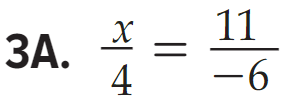 3A. x/4 = 11/-6